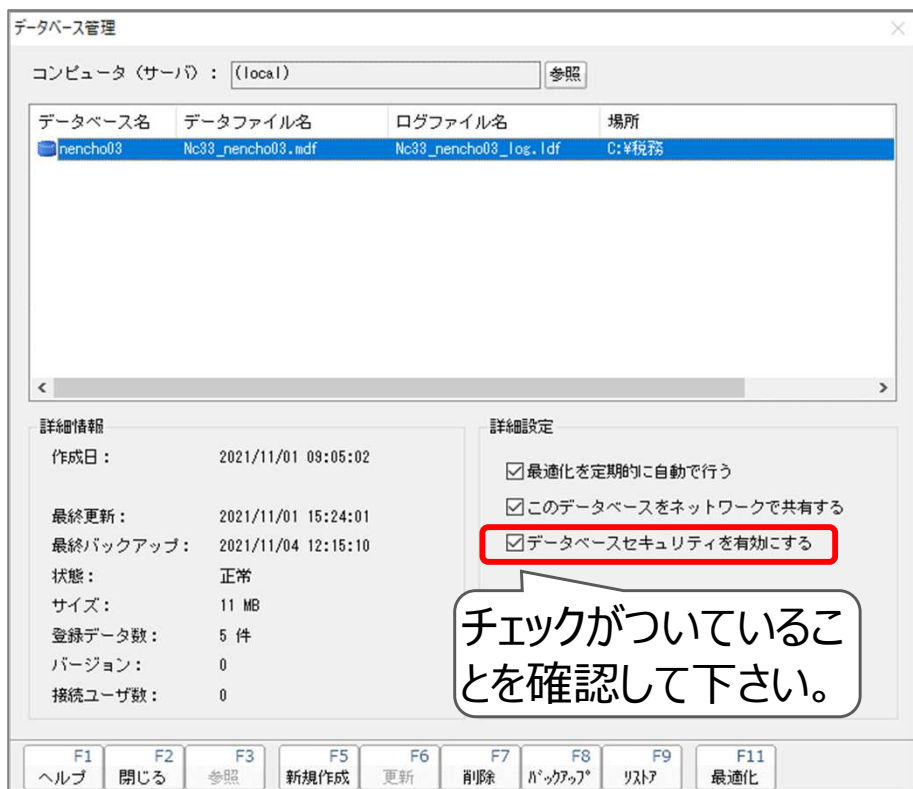 データベース管理
コンピュータ（サーバ）： (local) 参照
データベース名 データファイル名 ログファイル名 場所
nencho03 Nc33_nencho03.mdf Nc33_nencho03_log.ldf C:¥税務
詳細情報
作成日： 2021/11/01 09:05:02
最終更新： 2021/11/01 15:24:01
最終バックアップ： 2021/11/04 12:15:10
状態： 正常
サイズ： 11 MB
登録データ数： 5 件
バージョン： 0
接続ユーザ数： 0
詳細設定
最適化を定期的に自動で行う
このデータベースをネットワークで共有する
データベースセキュリティを有効にする
チェックがついているこ
とを確認して下さい。
F1 F2 F3 F5 F6 F7 F8 F9 F11
ヘルプ 閉じる 参照 新規作成 更新 削除 ﾊﾞｯｸｱｯﾌﾟ ﾘｽﾄｱ 最適化